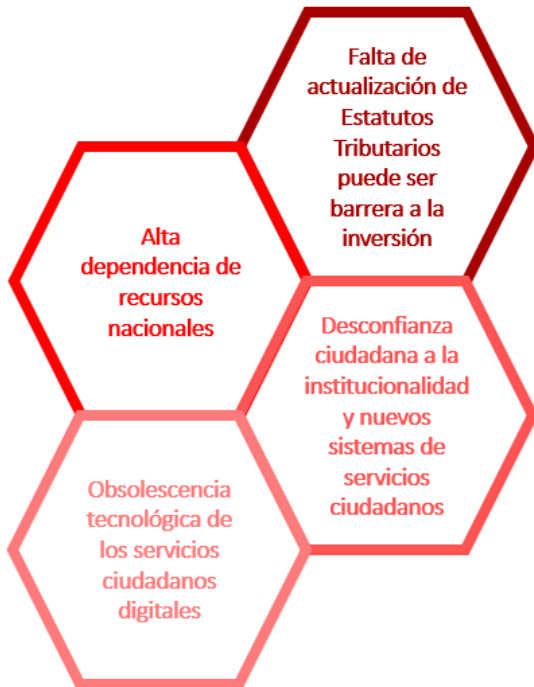 Falta de
actualización de
Estatutos
Tributarios
puede ser
barrera a la
inversión
Alta
dependencia de
recursos
nacionales
Desconfianza
ciudadana a la
institucionalidad
y nuevos
sistemas de
servicios
ciudadanos
Obsolescencia
tecnológica de
los servicios
ciudadanos
digitales